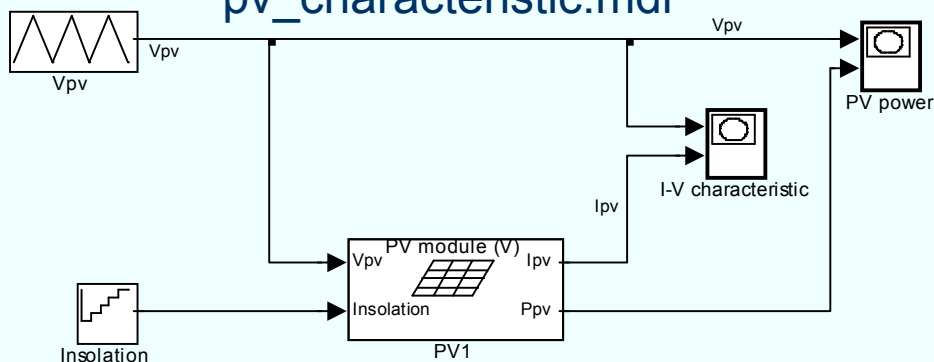 pv_characteristic.mdl
Vpv
Vpv
Vpv
PV power
I-V characteristic
Ipv
PV module (V)
Vpv
Ipv
Insolation
Ppv
PV1
Insolation